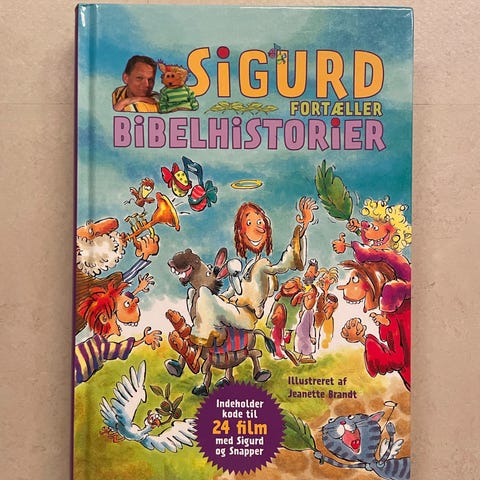 SiGURD
FORTÆLLER
BiBELHiSTORiER
Illustreret af
Jeanette Brandt
Indeholder
kode til
24 film
med Sigurd
og Snapper